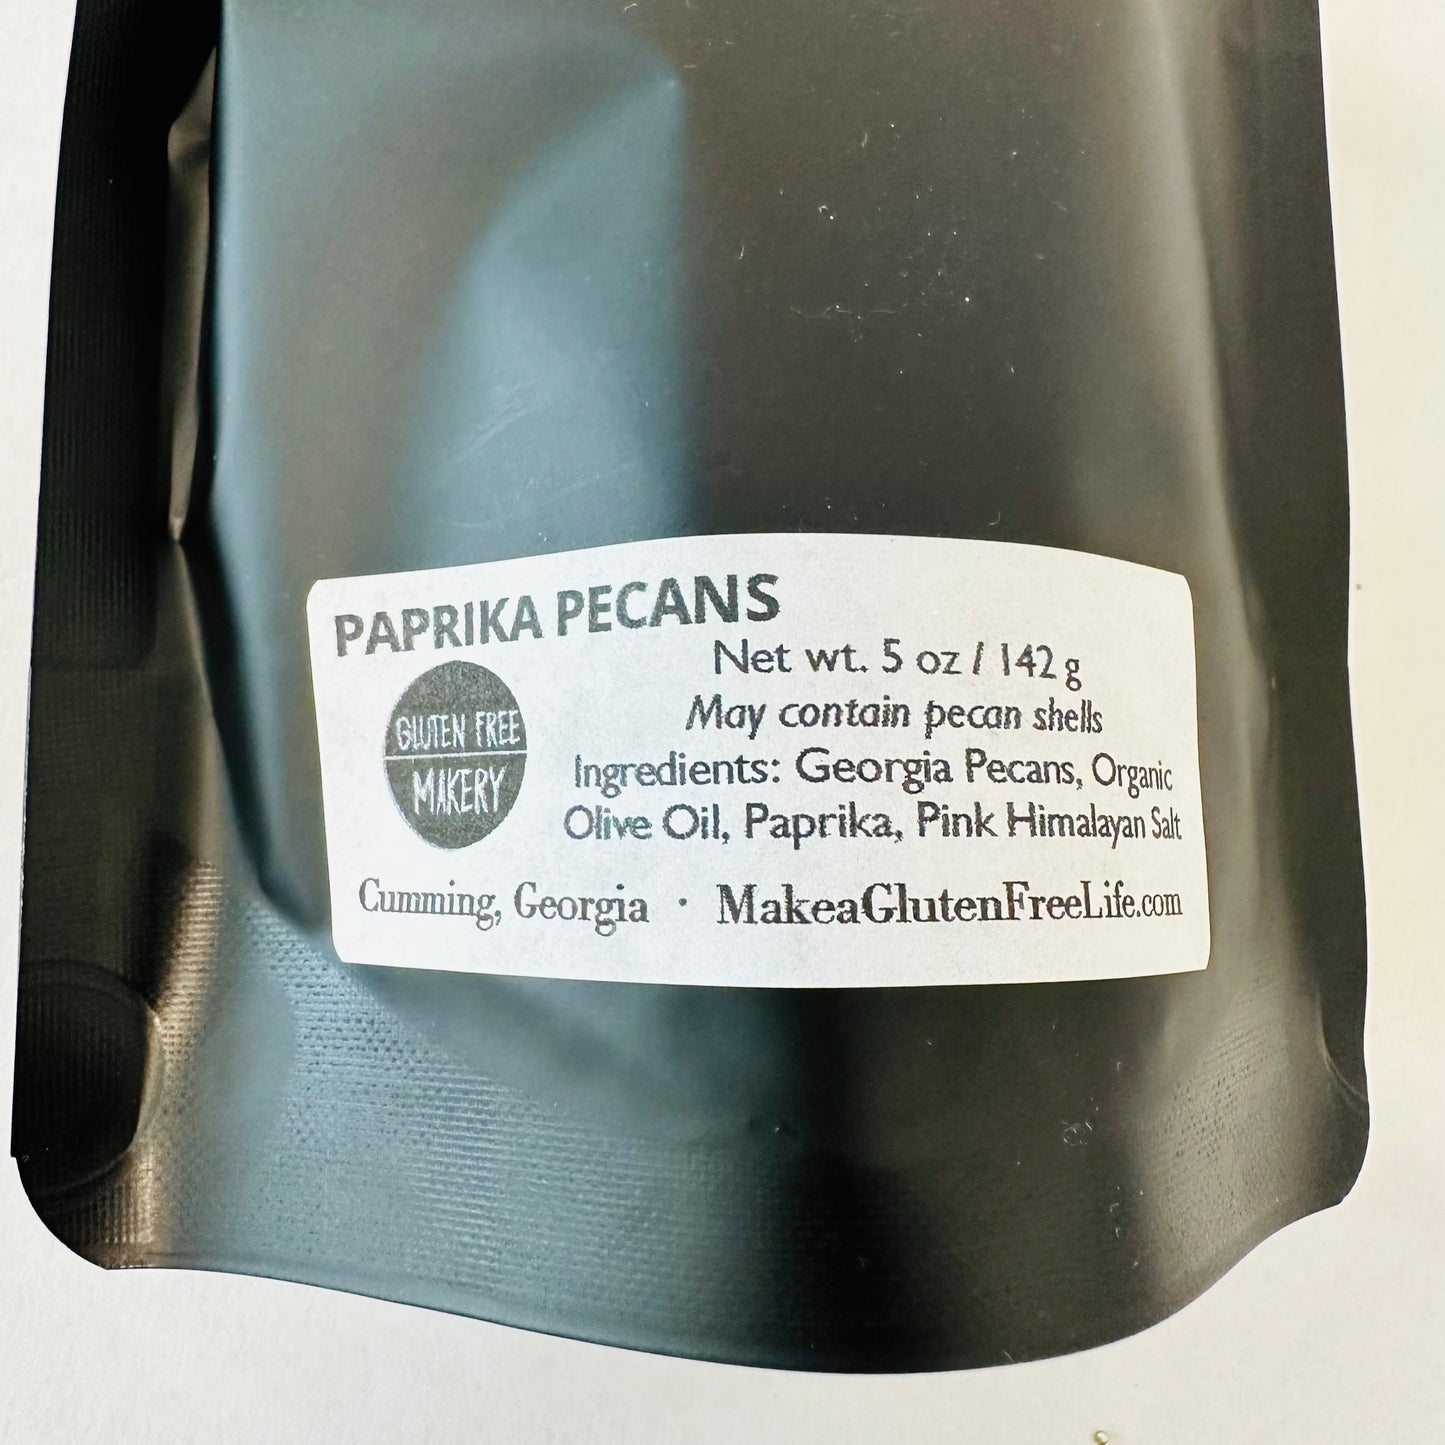 PAPRIKA PECANS
Net wt. 5 oz / 142 g
May contain pecan shells
GLUTEN FREE
MAKERY
Ingredients: Georgia Pecans, Organic
Olive Oil, Paprika, Pink Himalayan Salt
Cumming, Georgia · MakeaGlutenFreeLife.com